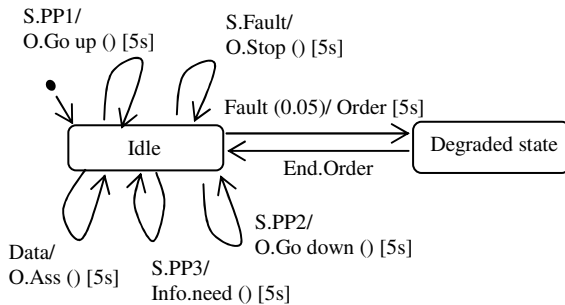 S.PP1/
O.Go up () [5s]
S.Fault/
O.Stop () [5s]
Fault (0.05)/ Order [5s]
Idle
Degraded state
End.Order
Data/
O.Ass () [5s]
S.PP3/
Info.need () [5s]
S.PP2/
O.Go down () [5s]